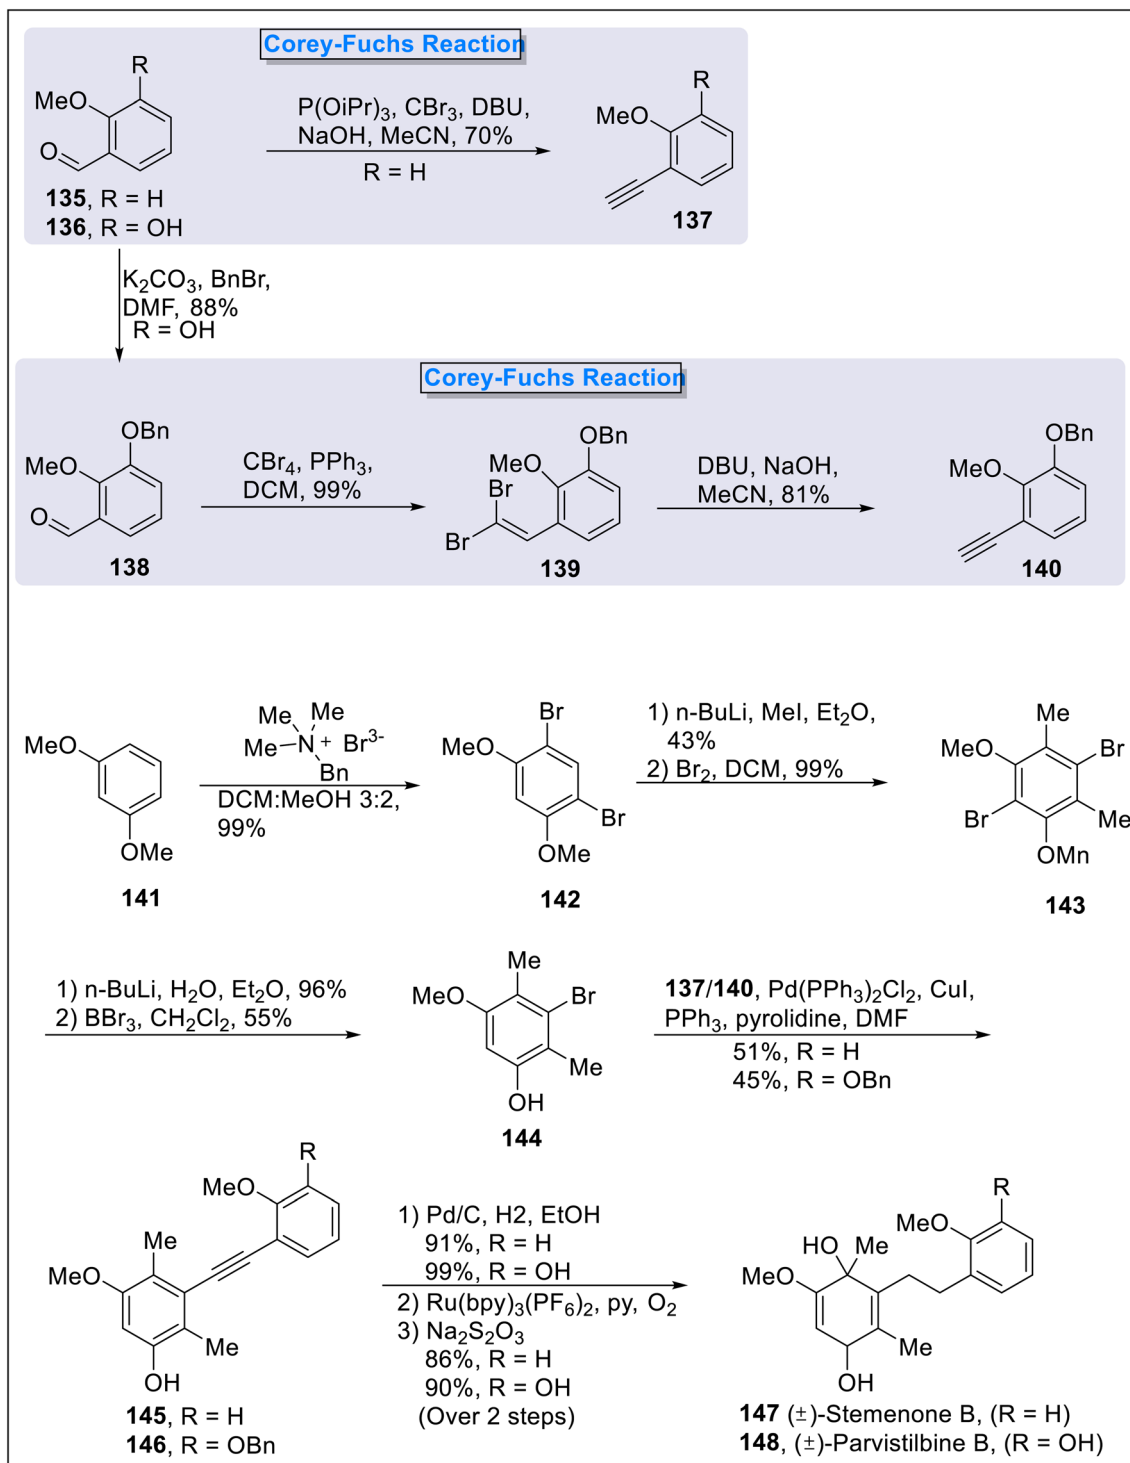 Corey-Fuchs Reaction
R
MeO
O
135, R = H
136, R = OH
P(OiPr)3, CBr3, DBU,
NaOH, MeCN, 70%
R = H
R
MeO
137
K2CO3, BnBr,
DMF, 88%
R = OH
Corey-Fuchs Reaction
OBn
MeO
O
138
CBr4, PPh3,
DCM, 99%
OBn
MeO
Br
Br
139
DBU, NaOH,
MeCN, 81%
OBn
MeO
140
MeO
OMe
141
Me
Me
Me
N
+
Br3-
Bn
DCM:MeOH 3:2,
99%
Br
MeO
Br
OMe
142
1) n-BuLi, MeI, Et2O,
43%
2) Br2, DCM, 99%
Me
MeO
Br
Br
Me
OMn
143
1) n-BuLi, H2O, Et2O, 96%
2) BBr3, CH2Cl2, 55%
Me
MeO
Br
Me
OH
144
137/140, Pd(PPh3)2Cl2, CuI,
PPh3, pyrolidine, DMF
51%, R = H
45%, R = OBn
R
MeO
Me
MeO
Me
OH
145, R = H
146, R = OBn
1) Pd/C, H2, EtOH
91%, R = H
99%, R = OH
2) Ru(bpy)3(PF6)2, py, O2
3) Na2S2O3
86%, R = H
90%, R = OH
(Over 2 steps)
R
MeO
HO
Me
MeO
Me
OH
147 (±)-Stemenone B, (R = H)
148, (±)-Parvistilbine B, (R = OH)